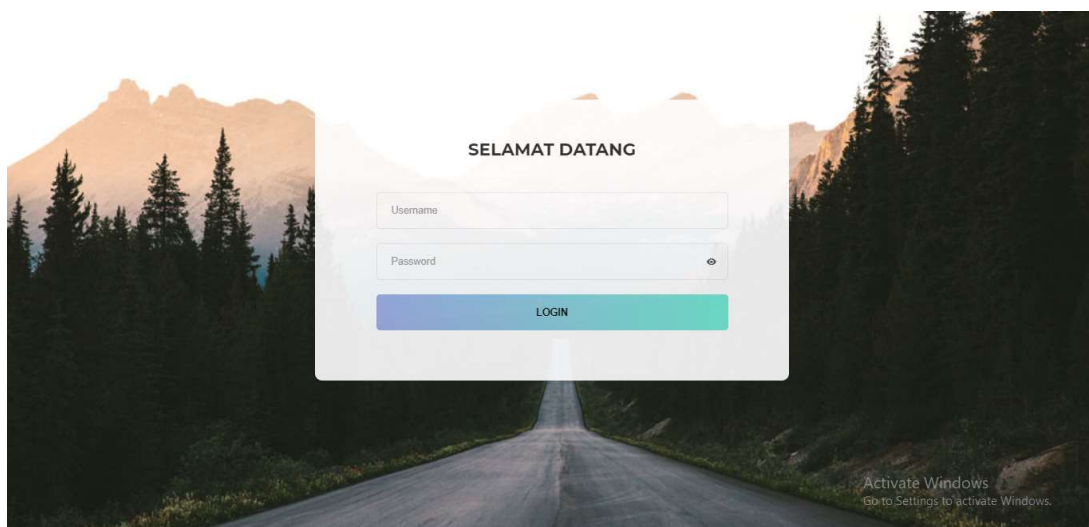 SELAMAT DATANG
Username
Password
LOGIN
Activate Windows
Go to Settings to activate Windows.